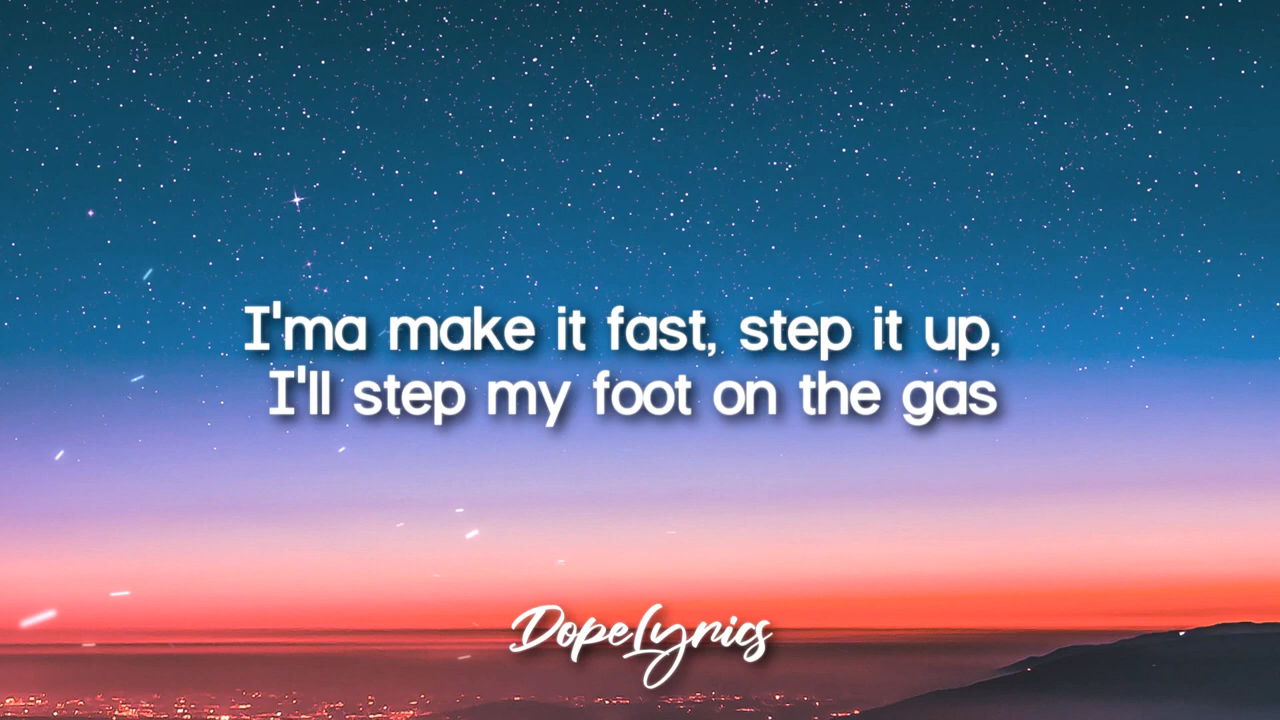 I'ma make it fast, step it up,
I'll step my foot on the gas
DopeLyrics